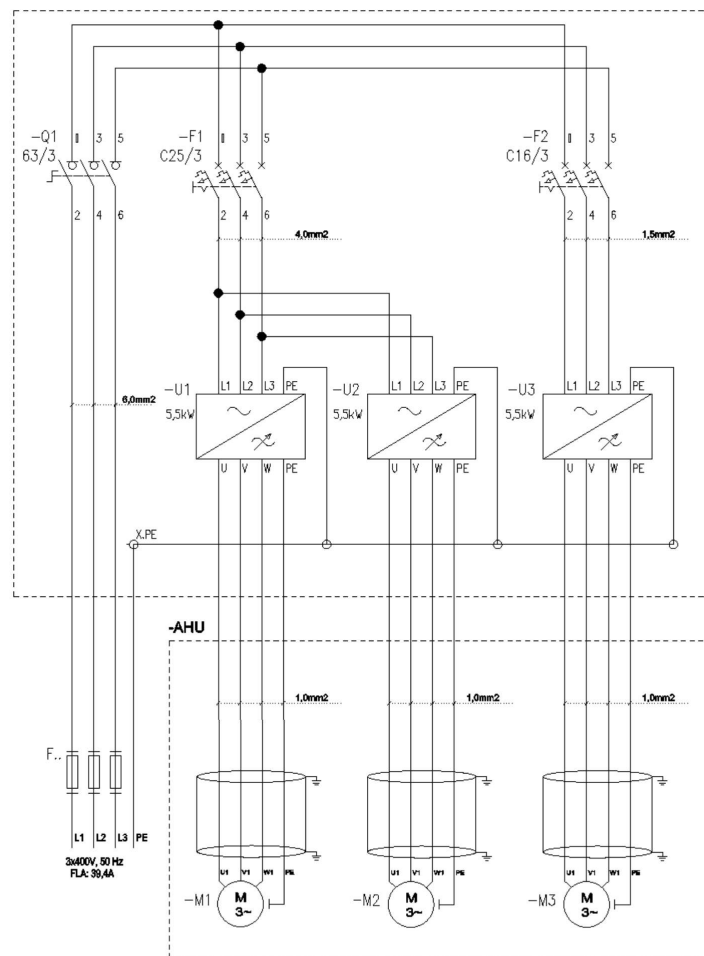 -Q1 1 3 5
63/3
2 4 6
-F1 1 3 5
C25/3
2 4 6
-F2 1 3 5
C16/3
2 4 6
4,0mm2
1,5mm2
6,0mm2
-U1 L1 L2 L3 PE
5,5kW
U V W PE
-U2 L1 L2 L3 PE
5,5kW
U V W PE
-U3 L1 L2 L3 PE
5,5kW
U V W PE
X.PE
-AHU
1,0mm2
1,0mm2
1,0mm2
F..
L1 L2 L3 PE
3x400V, 50 Hz
FLA: 39,4A
U1 V1 W1 PE
-M1
M
3~
U1 V1 W1 PE
-M2
M
3~
U1 V1 W1 PE
-M3
M
3~